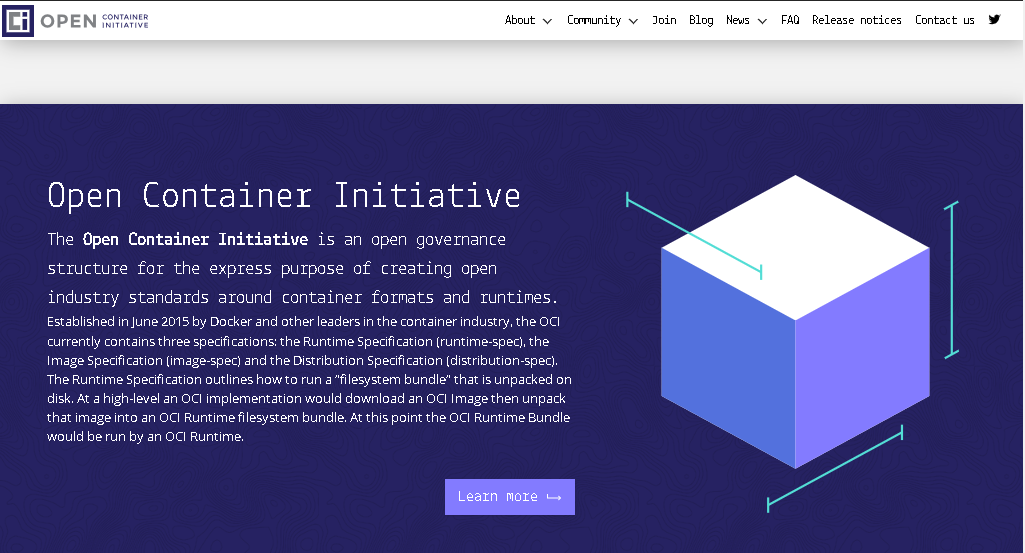 OPEN CONTAINER INITIATIVE
About Community Join Blog News FAQ Release notices Contact us
Open Container Initiative
The Open Container Initiative is an open governance
structure for the express purpose of creating open
industry standards around container formats and runtimes.
Established in June 2015 by Docker and other leaders in the container industry, the OCI
currently contains three specifications: the Runtime Specification (runtime-spec), the
Image Specification (image-spec) and the Distribution Specification (distribution-spec).
The Runtime Specification outlines how to run a “filesystem bundle” that is unpacked on
disk. At a high-level an OCI implementation would download an OCI Image then unpack
that image into an OCI Runtime filesystem bundle. At this point the OCI Runtime Bundle
would be run by an OCI Runtime.
Learn more